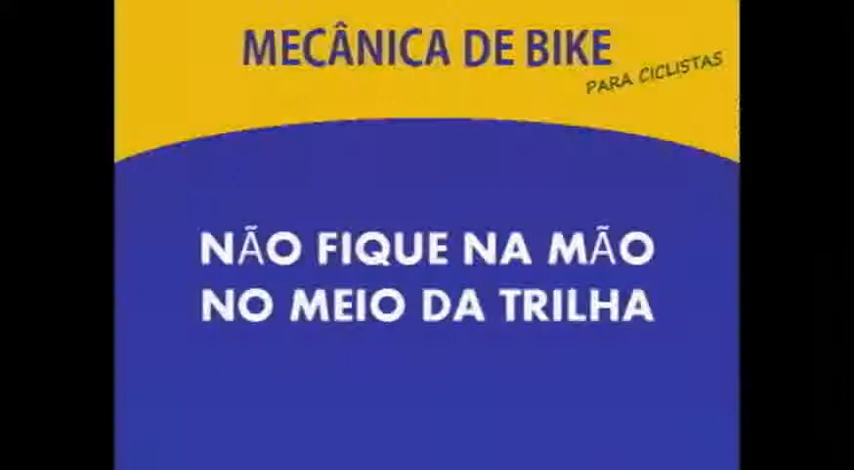 MECÂNICA DE BIKE
PARA CICLISTAS
NÃO FIQUE NA MÃO
NO MEIO DA TRILHA